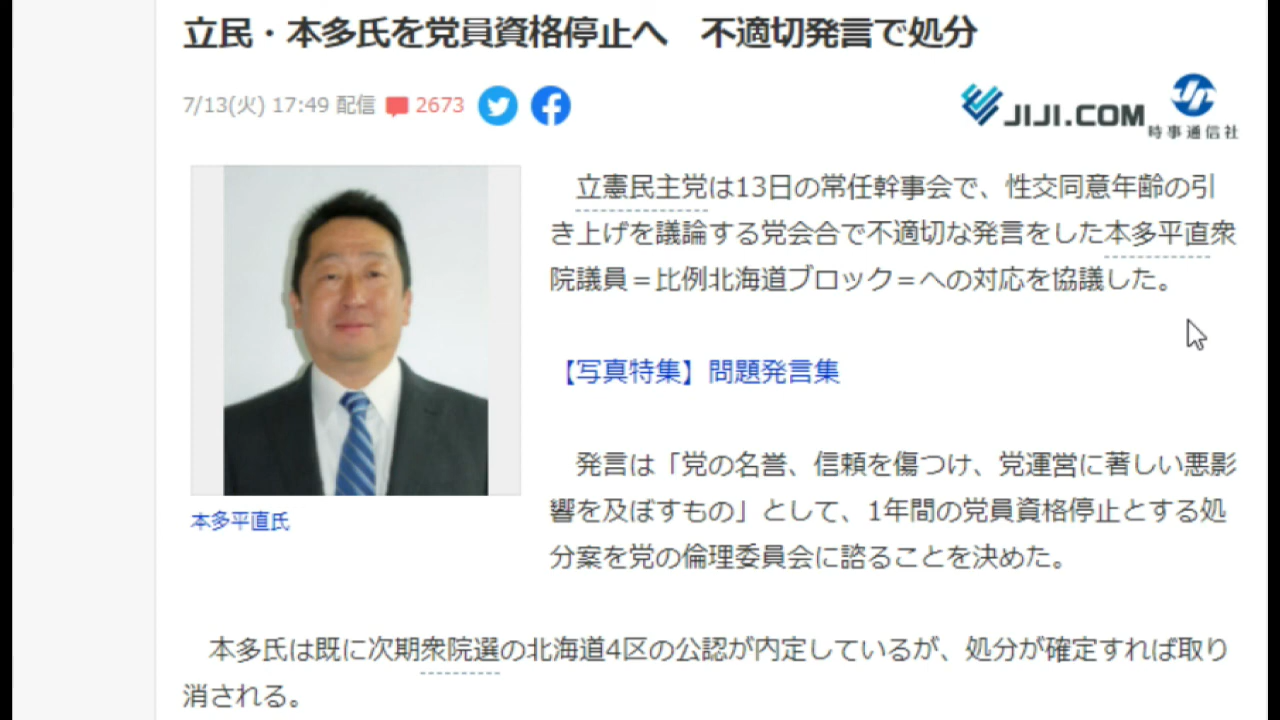 立民・本多氏を党員資格停止へ　不適切発言で処分
7/13(火) 17:49 配信 2673
JIJI.COM
時事通信社
立憲民主党は13日の常任幹事会で、性交同意年齢の引
き上げを議論する党会合で不適切な発言をした本多平直衆
院議員＝比例北海道ブロック＝への対応を協議した。
【写真特集】問題発言集
発言は「党の名誉、信頼を傷つけ、党運営に著しい悪影
響を及ぼすもの」として、1年間の党員資格停止とする処
分案を党の倫理委員会に諮ることを決めた。
本多平直氏
本多氏は既に次期衆院選の北海道4区の公認が内定しているが、処分が確定すれば取り
消される。